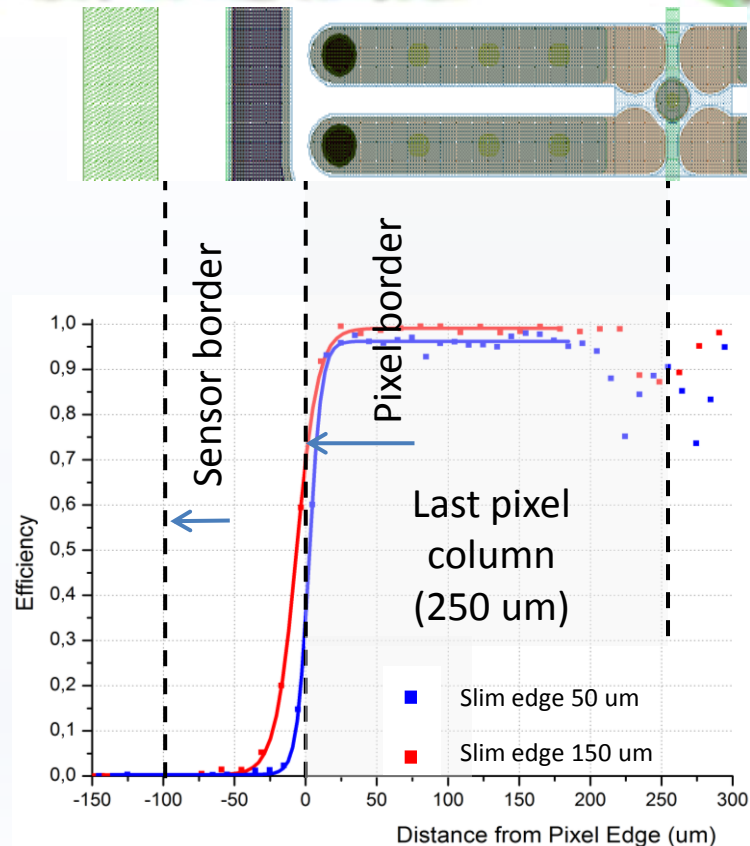 Sensor border
Pixel border
1,0
0,9
0,8
0,7
0,6
0,5
0,4
0,3
0,2
0,1
0,0
Efficiency
Last pixel
column
(250 um)
Slim edge 50 um
Slim edge 150 um
-150
-100
-50
0
50
100
150
200
250
300
Distance from Pixel Edge (um)